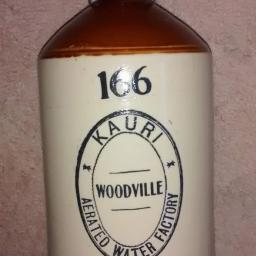 166
KAURI
WOODVILLE
AERATED WATER FACTORY